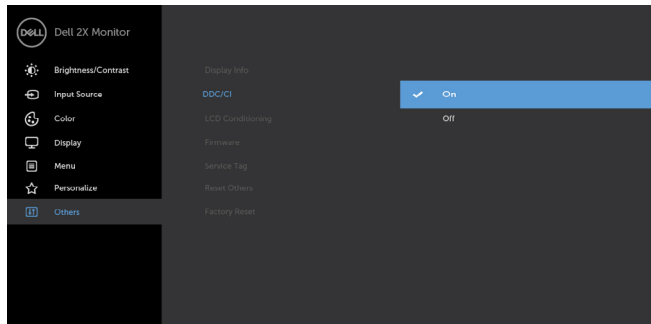 DELL Dell 2X Monitor
Brightness/Contrast
Input Source
Color
Display
Menu
Personalize
Others
Display Info
DDC/CI
LCD Conditioning
Firmware
Service Tag
Reset Others
Factory Reset
On
Off